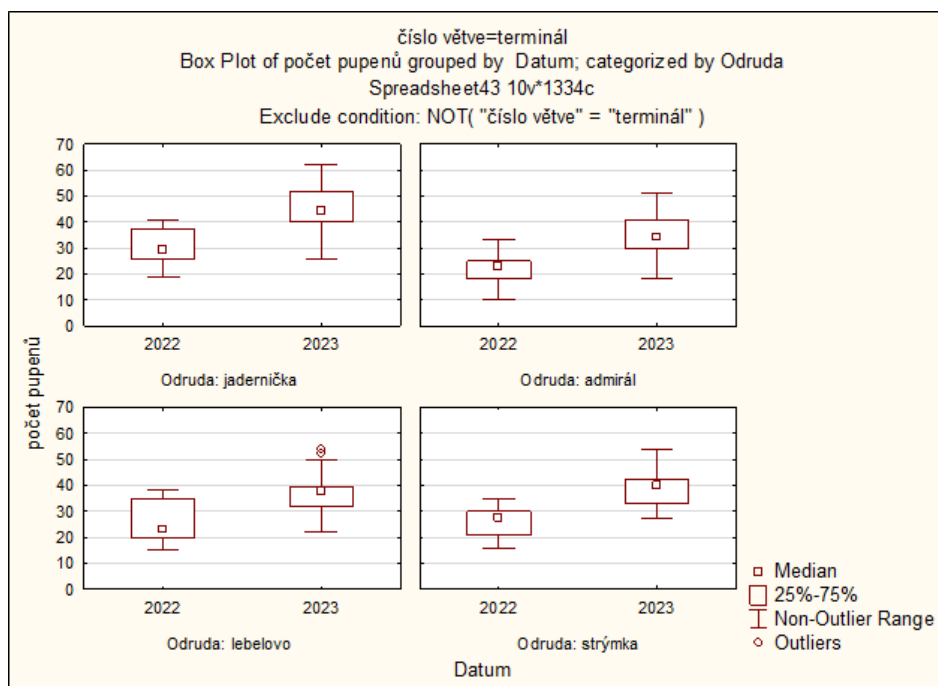 číslo větve=terminál
Box Plot of počet pupenů grouped by Datum; categorized by Odruda
Spreadsheet43 10v*1334c
Exclude condition: NOT( "číslo větve" = "terminál" )
počet pupenů
70
60
50
40
30
20
10
0
2022 2023
Odruda: jadernička
2022 2023
Odruda: admirál
70
60
50
40
30
20
10
0
2022 2023
Odruda: lebelovo
2022 2023
Odruda: strýmka
Datum
Median
25%-75%
Non-Outlier Range
Outliers